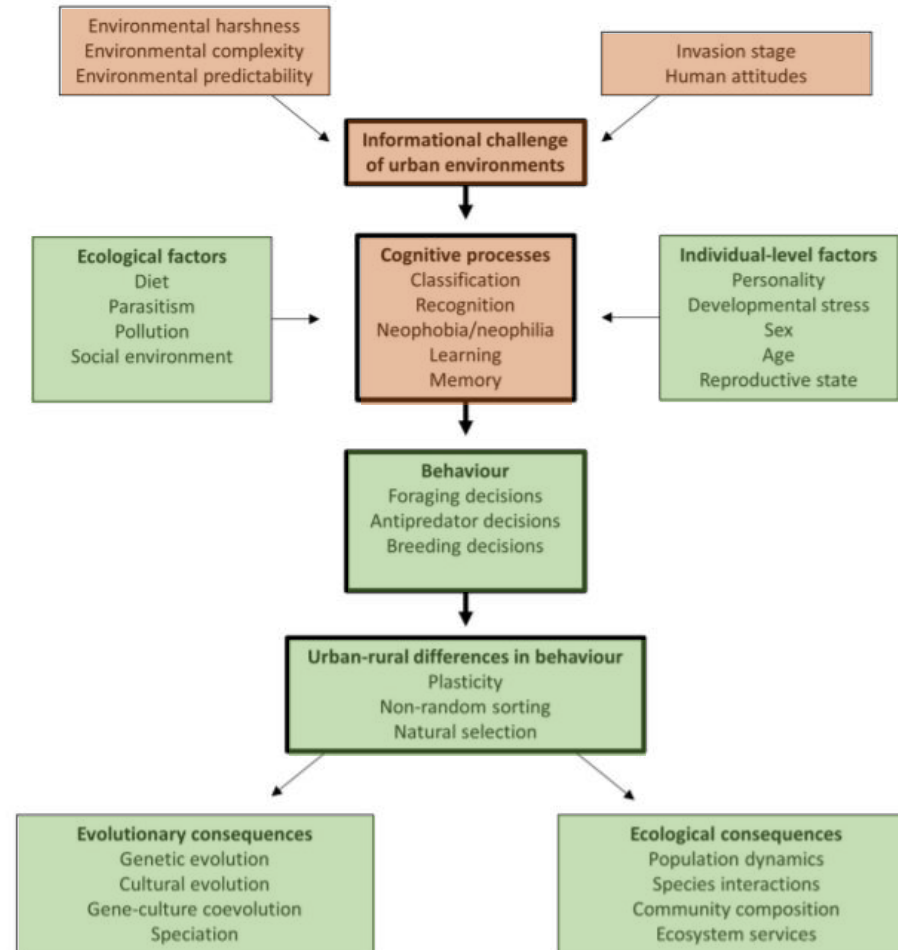 Environmental harshness
Environmental complexity
Environmental predictability
Invasion stage
Human attitudes
Informational challenge
of urban environments
Ecological factors
Diet
Parasitism
Pollution
Social environment
Cognitive processes
Classification
Recognition
Neophobia/neophilia
Learning
Memory
Individual-level factors
Personality
Developmental stress
Sex
Age
Reproductive state
Behaviour
Foraging decisions
Antipredator decisions
Breeding decisions
Urban-rural differences in behaviour
Plasticity
Non-random sorting
Natural selection
Evolutionary consequences
Genetic evolution
Cultural evolution
Gene-culture coevolution
Speciation
Ecological consequences
Population dynamics
Species interactions
Community composition
Ecosystem services